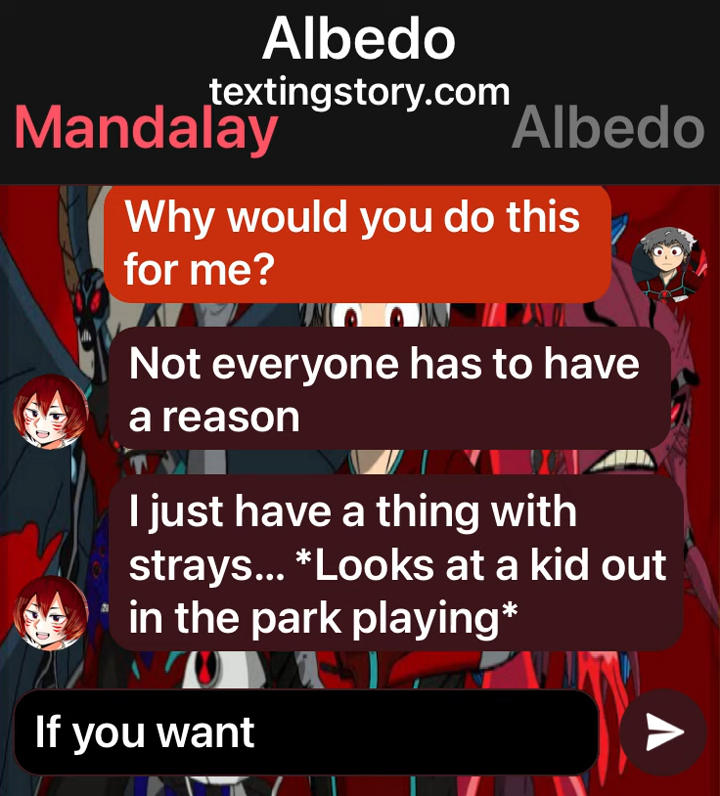 Albedo
textingstory.com
Mandalay
Albedo
Why would you do this
for me?
Not everyone has to have
a reason
I just have a thing with
strays... *Looks at a kid out
in the park playing*
If you want